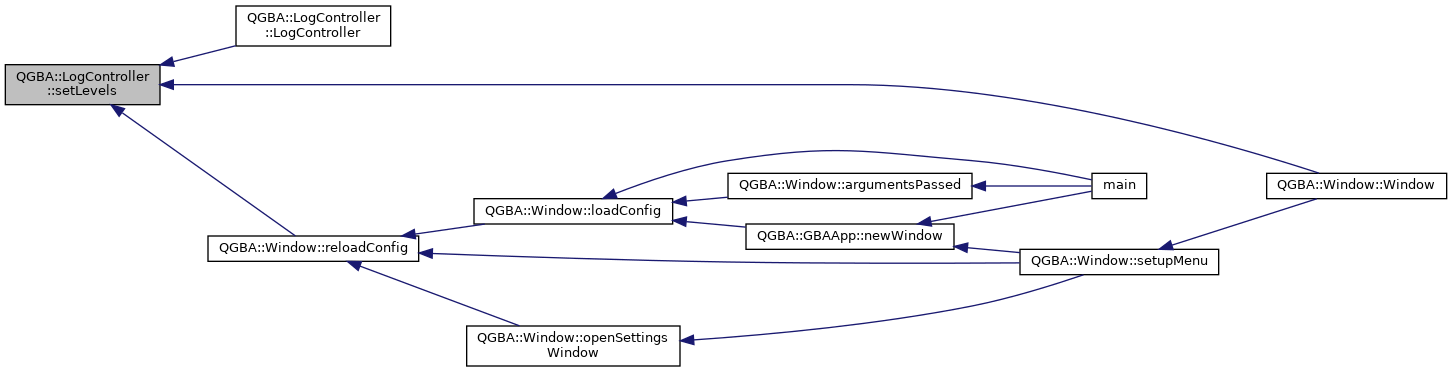 QGBA::LogController
::LogController
QGBA::LogController
::setLevels
QGBA::Window::argumentsPassed
main
QGBA::Window::Window
QGBA::Window::loadConfig
QGBA::GBAApp::newWindow
QGBA::Window::reloadConfig
QGBA::Window::setupMenu
QGBA::Window::openSettings
Window